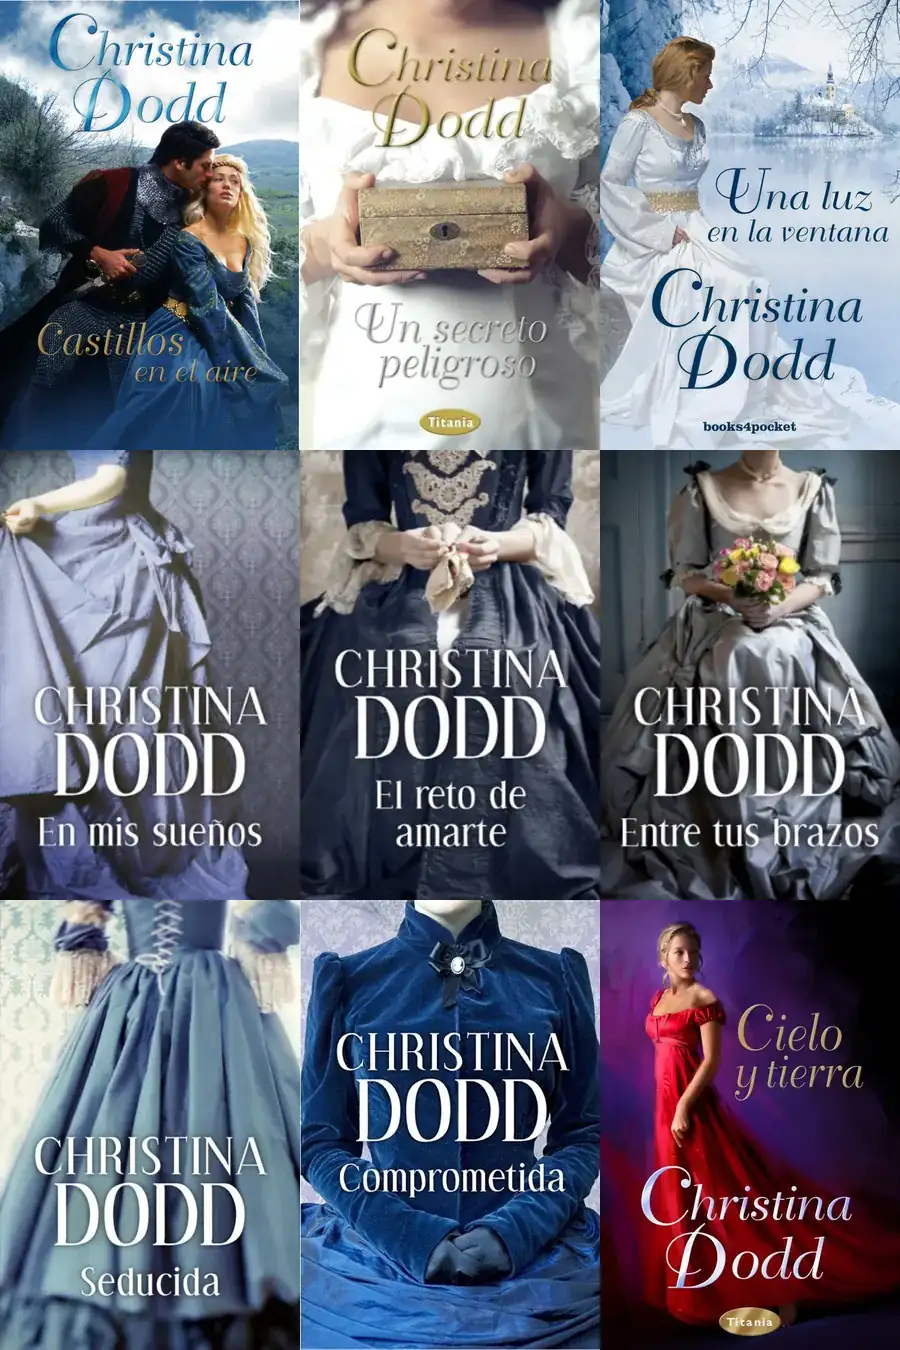 Christina
Dodd
Castillos
en el aire
Christina
Dodd
Un secreto
peligroso
Titania
Una luz
en la ventana
Christina
Dodd
books4pocket
CHRISTINA
DODD
En mis sueños
CHRISTINA
DODD
El reto de
amarte
CHRISTINA
DODD
Entre tus brazos
CHRISTINA
DODD
Seducida
CHRISTINA
DODD
Comprometida
Cielo
y tierra
Christina
Dodd
Titania